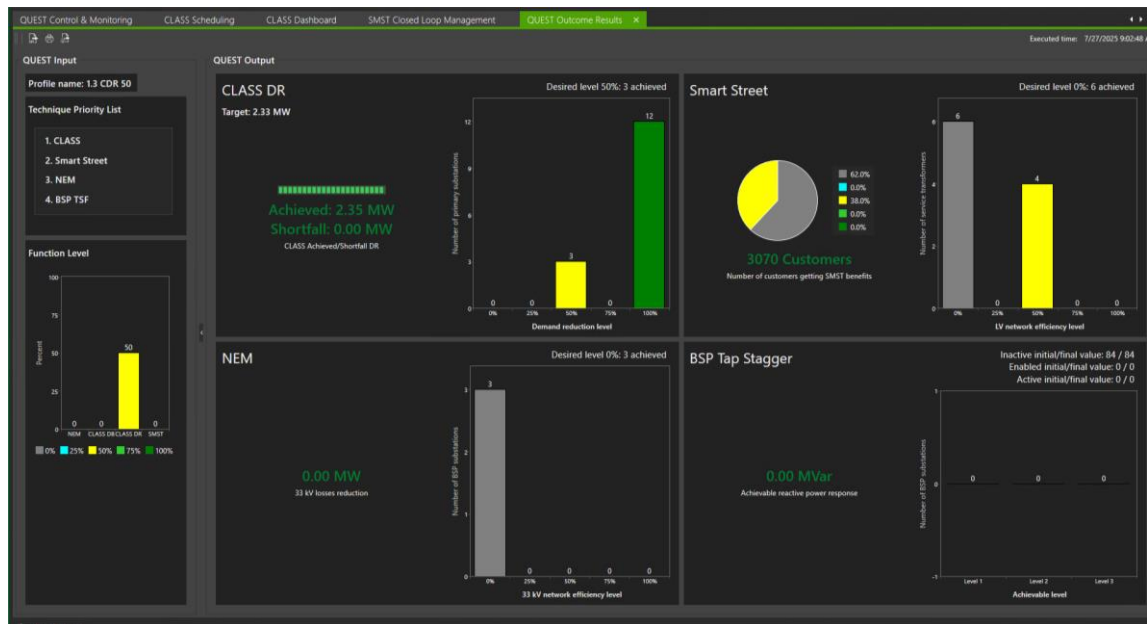 QUEST Control & Monitoring CLASS Scheduling CLASS Dashboard SMST Closed Loop Management QUEST Outcome Results ×
Executed time: 7/27/2025 9:02:48 A
QUEST Input
Profile name: 1.3 CDR 50
Technique Priority List
1. CLASS
2. Smart Street
3. NEM
4. BSP TSF
Function Level
Percent
100
75
50
25
0
0 0 50 0
NEM CLASS DB CLASS DR SMST
0% 25% 50% 75% 100%
QUEST Output
CLASS DR
Target: 2.33 MW
Desired level 50%: 3 achieved
Achieved: 2.35 MW
Shortfall: 0.00 MW
CLASS Achieved/Shortfall DR
Number of primary substations
12
9
6
3
0
0 0 3 0 12
0% 25% 50% 75% 100%
Demand reduction level
Smart Street
Desired level 0%: 6 achieved
62.0%
0.0%
38.0%
0.0%
0.0%
3070 Customers
Number of customers getting SMST benefits
Number of service transformers
6
4
2
0
6 0 4 0 0
0% 25% 50% 75% 100%
LV network efficiency level
NEM
Desired level 0%: 3 achieved
0.00 MW
33 kV losses reduction
Number of BSP substations
3
2
1
0
3 0 0 0 0
0% 25% 50% 75% 100%
33 kV network efficiency level
BSP Tap Stagger
Inactive initial/final value: 84 / 84
Enabled initial/final value: 0 / 0
Active initial/final value: 0 / 0
0.00 MVar
Achievable reactive power response
Number of BSP substations
1
0
-1
0 0 0
Level 1 Level 2 Level 3
Achievable level